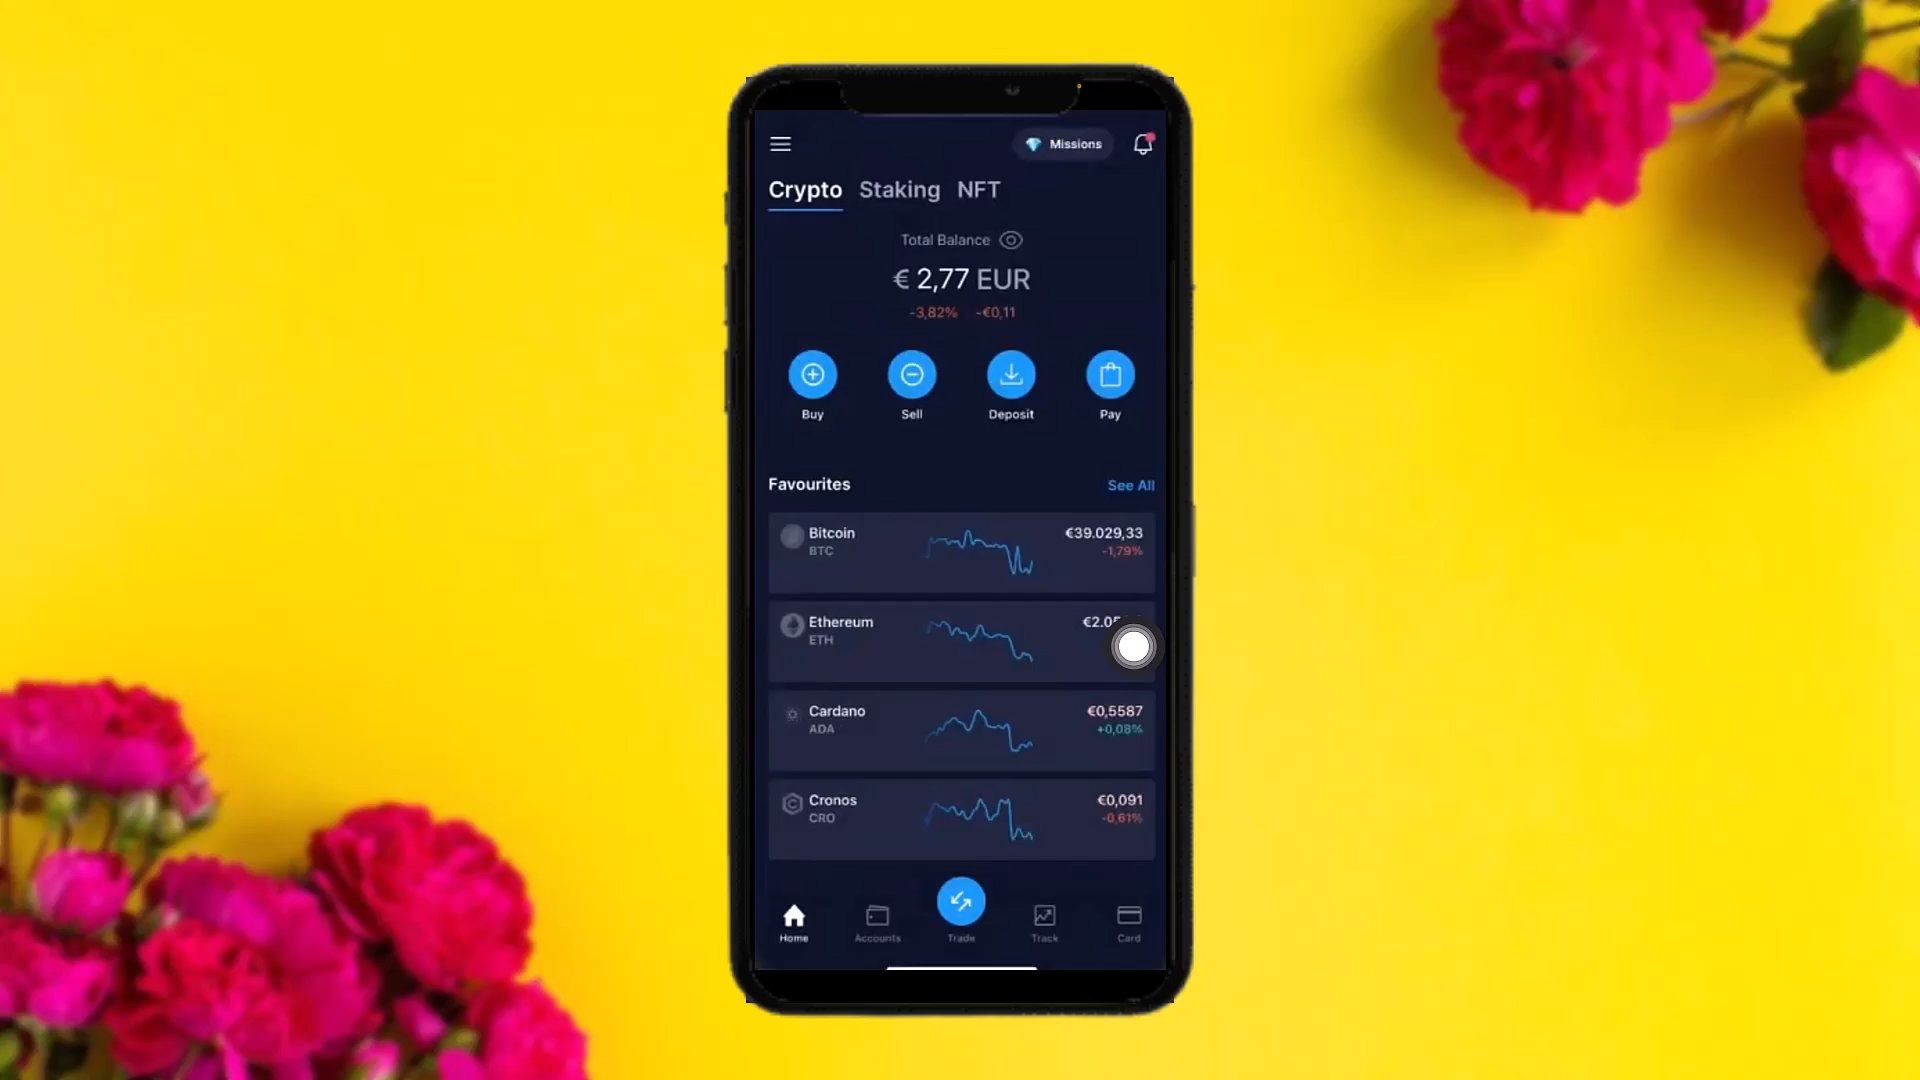 Missions
Crypto Staking NFT
Total Balance
€ 2,77 EUR
-3,82% -€0,11
Buy Sell Deposit Pay
Favourites See All
Bitcoin €39.029,33
BTC -1,79%
Ethereum
ETH
Cardano €0,5587
ADA +0,08%
Cronos €0,091
CRO -0,61%
Home Accounts Trade Track Card